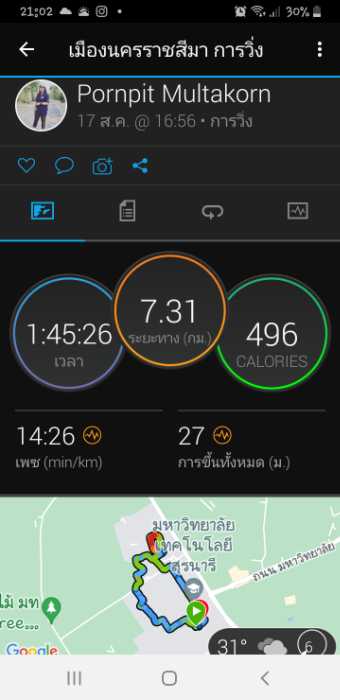 21:02
30%
เมืองนครราชสีมา การวิ่ง
Pornpit Multakorn
17 ส.ค. @ 16:56 • การวิ่ง
1:45:26
เวลา
7.31
ระยะทาง (กม.)
496
CALORIES
14:26
เพซ (min/km)
27
การขึ้นทั้งหมด (ม.)
มหาวิทยาลัย
เทคโนโลยี
สุรนารี
ถนน มหาวิทยาลัย
ม้ มท
ree...
Google
31°
6